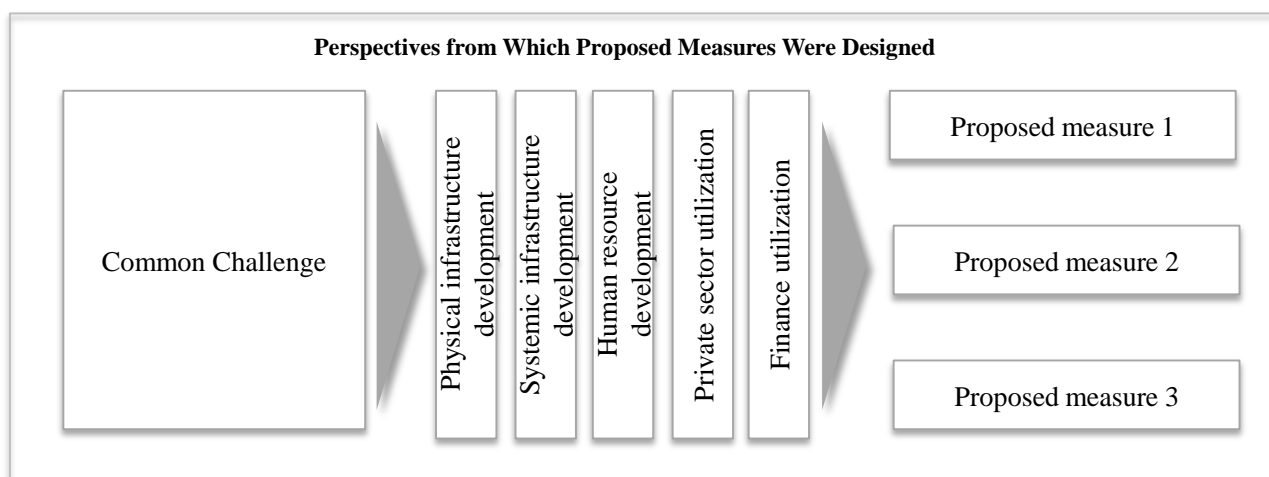 Perspectives from Which Proposed Measures Were Designed
Common Challenge
Physical infrastructure
development
Systemic infrastructure
development
Human resource
development
Private sector utilization
Finance utilization
Proposed measure 1
Proposed measure 2
Proposed measure 3